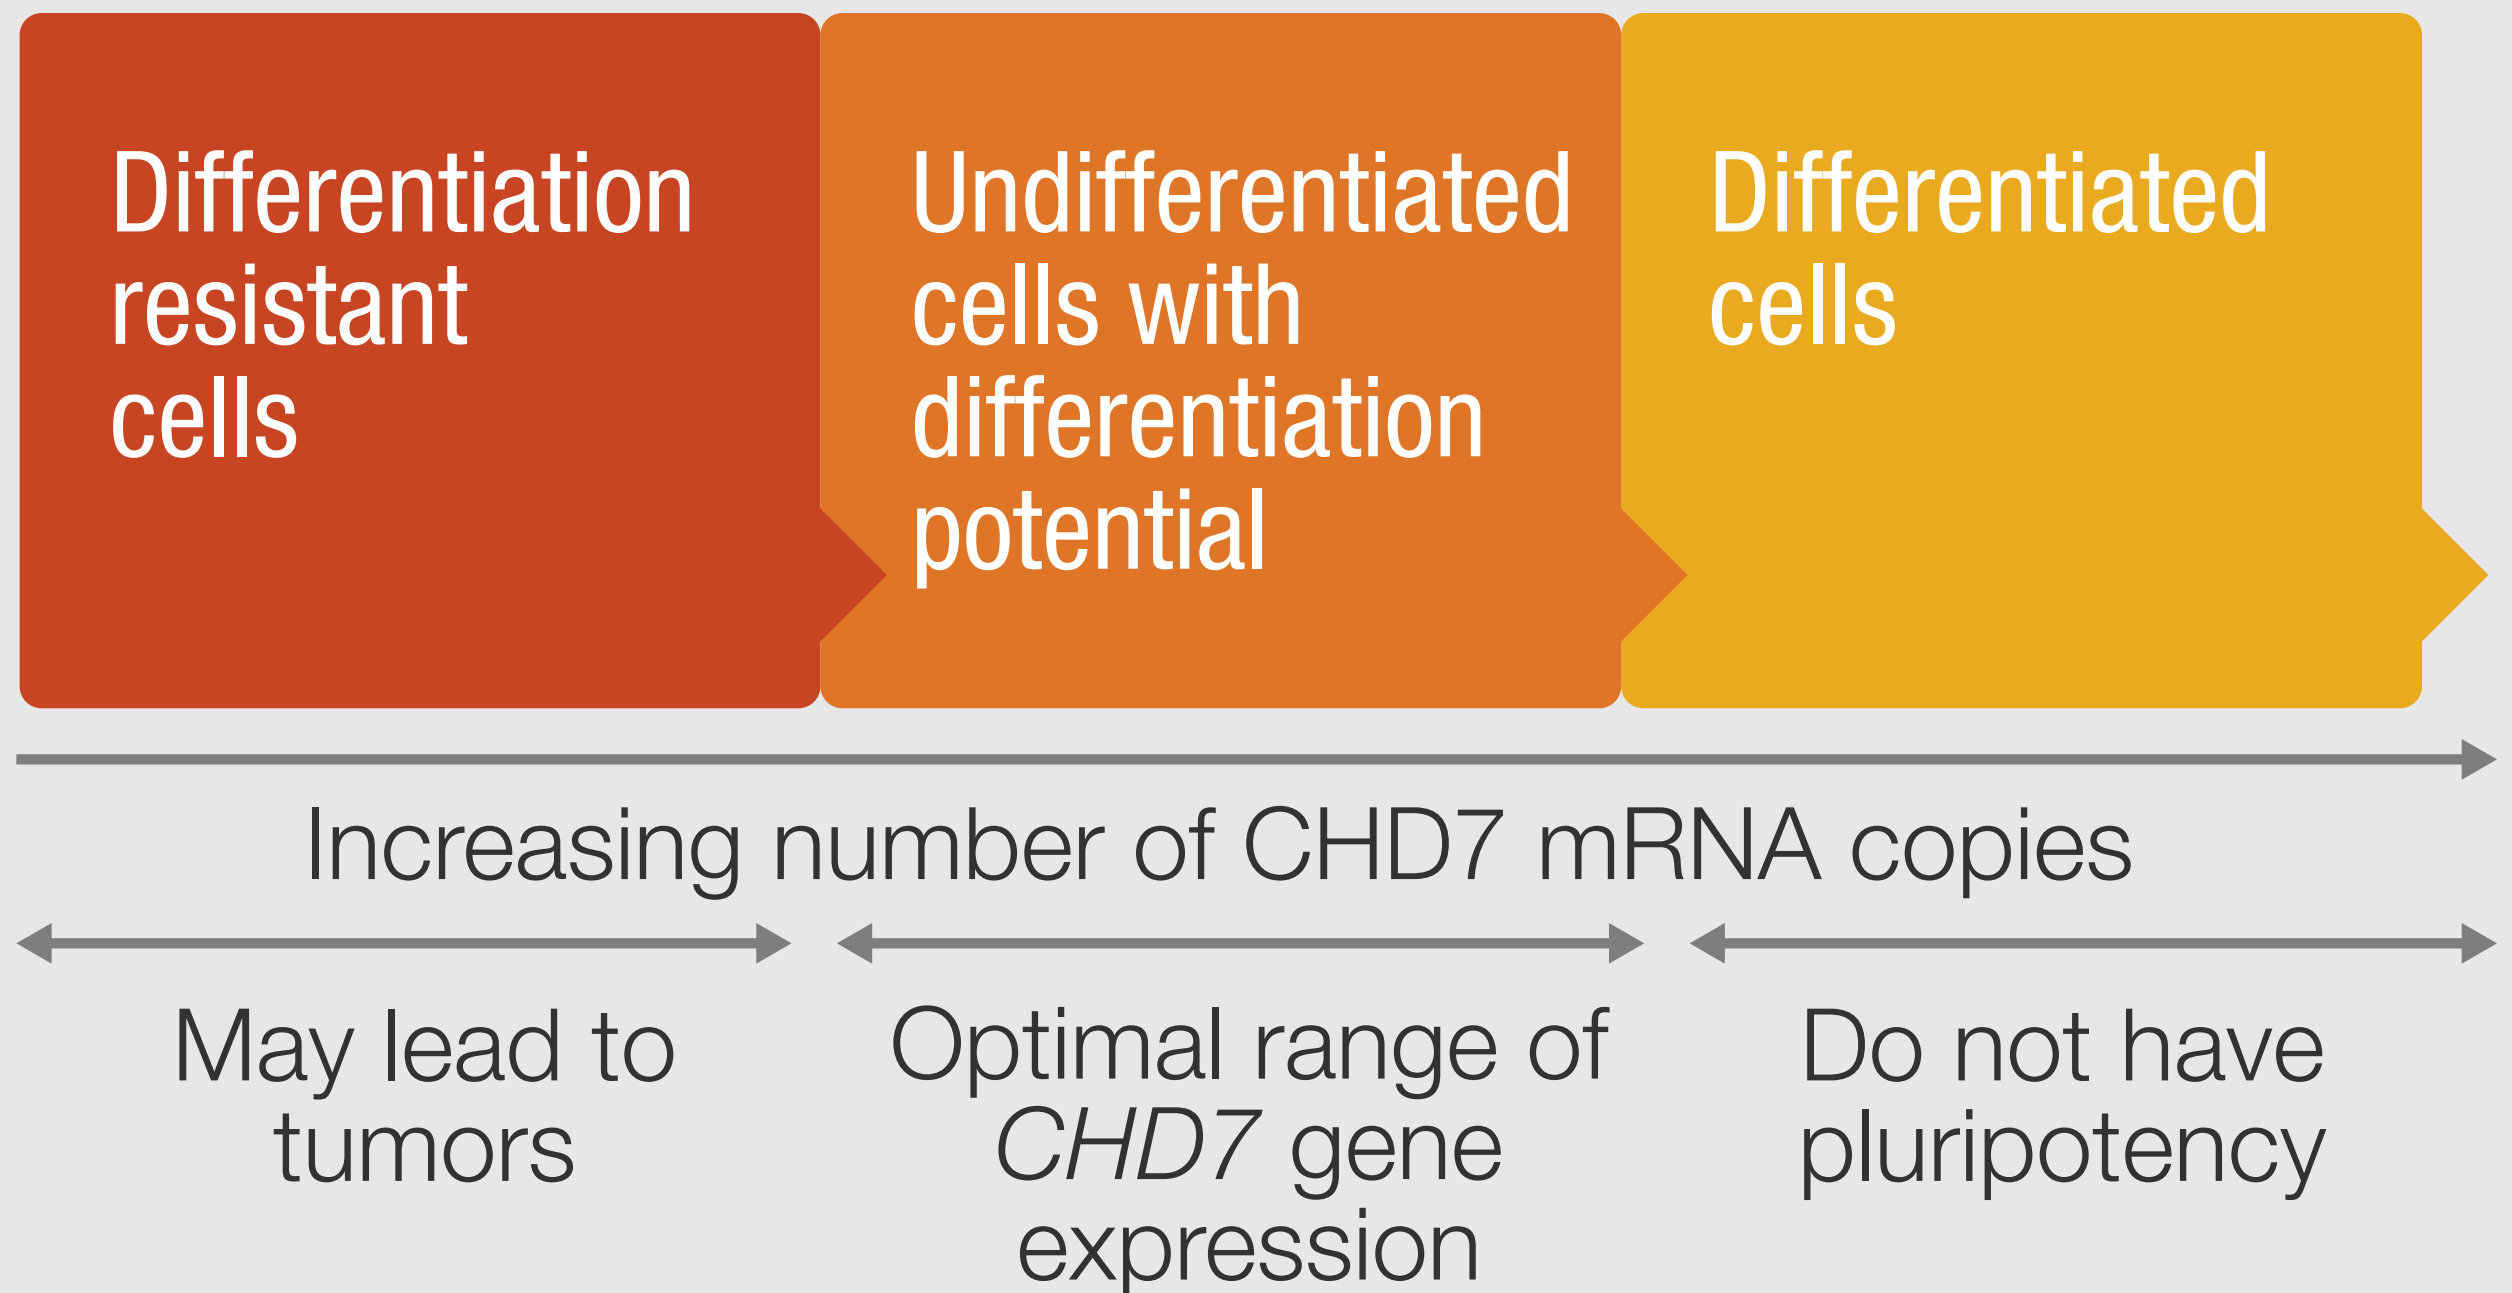 Differentiation
resistant
cells
Undifferentiated
cells with
differentiation
potential
Differentiated
cells
Increasing number of CHD7 mRNA copies
May lead to
tumors
Optimal range of
CHD7 gene
expression
Do not have
pluripotency